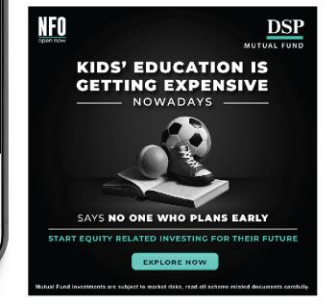 NFO
open now
DSP
MUTUAL FUND
KIDS' EDUCATION IS
GETTING EXPENSIVE
NOWADAYS
SAYS NO ONE WHO PLANS EARLY
START EQUITY RELATED INVESTING FOR THEIR FUTURE
EXPLORE NOW
Mutual Fund investments are subject to market risks, read all scheme related documents carefully.